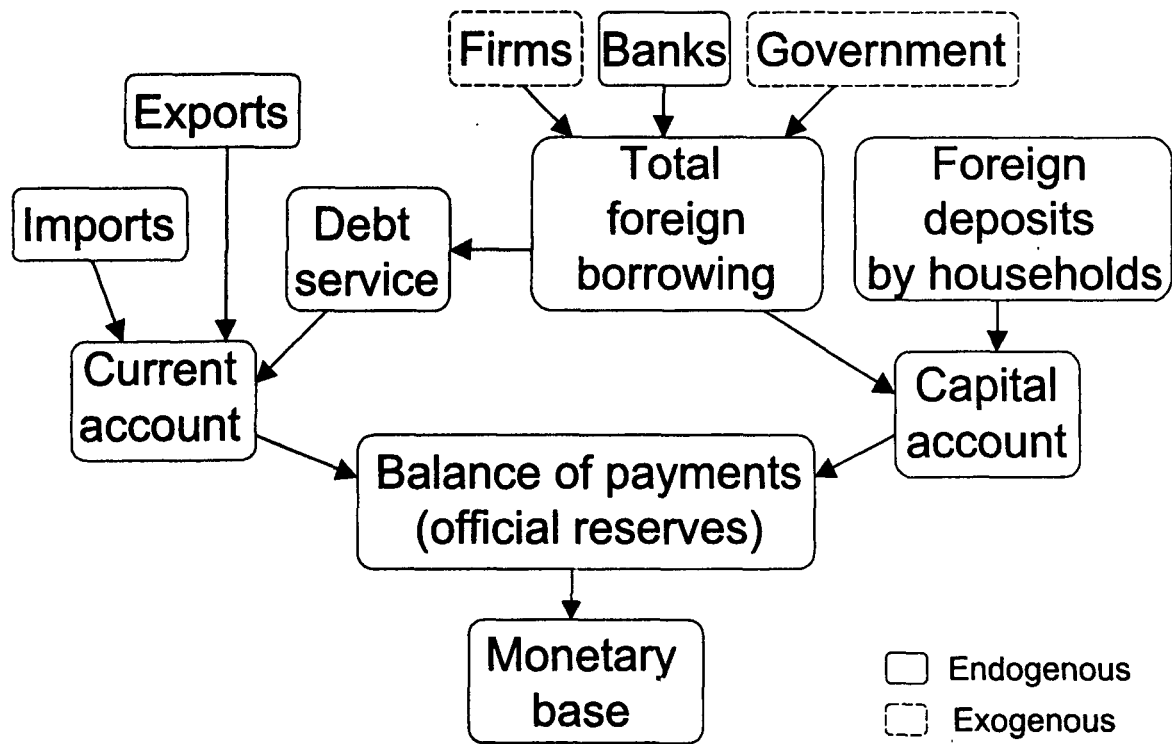 Firms
Banks
Government
Exports
Total
foreign
borrowing
Foreign
deposits
by households
Imports
Debt
service
Current
account
Capital
account
Balance of payments
(official reserves)
Monetary
base
Endogenous
Exogenous